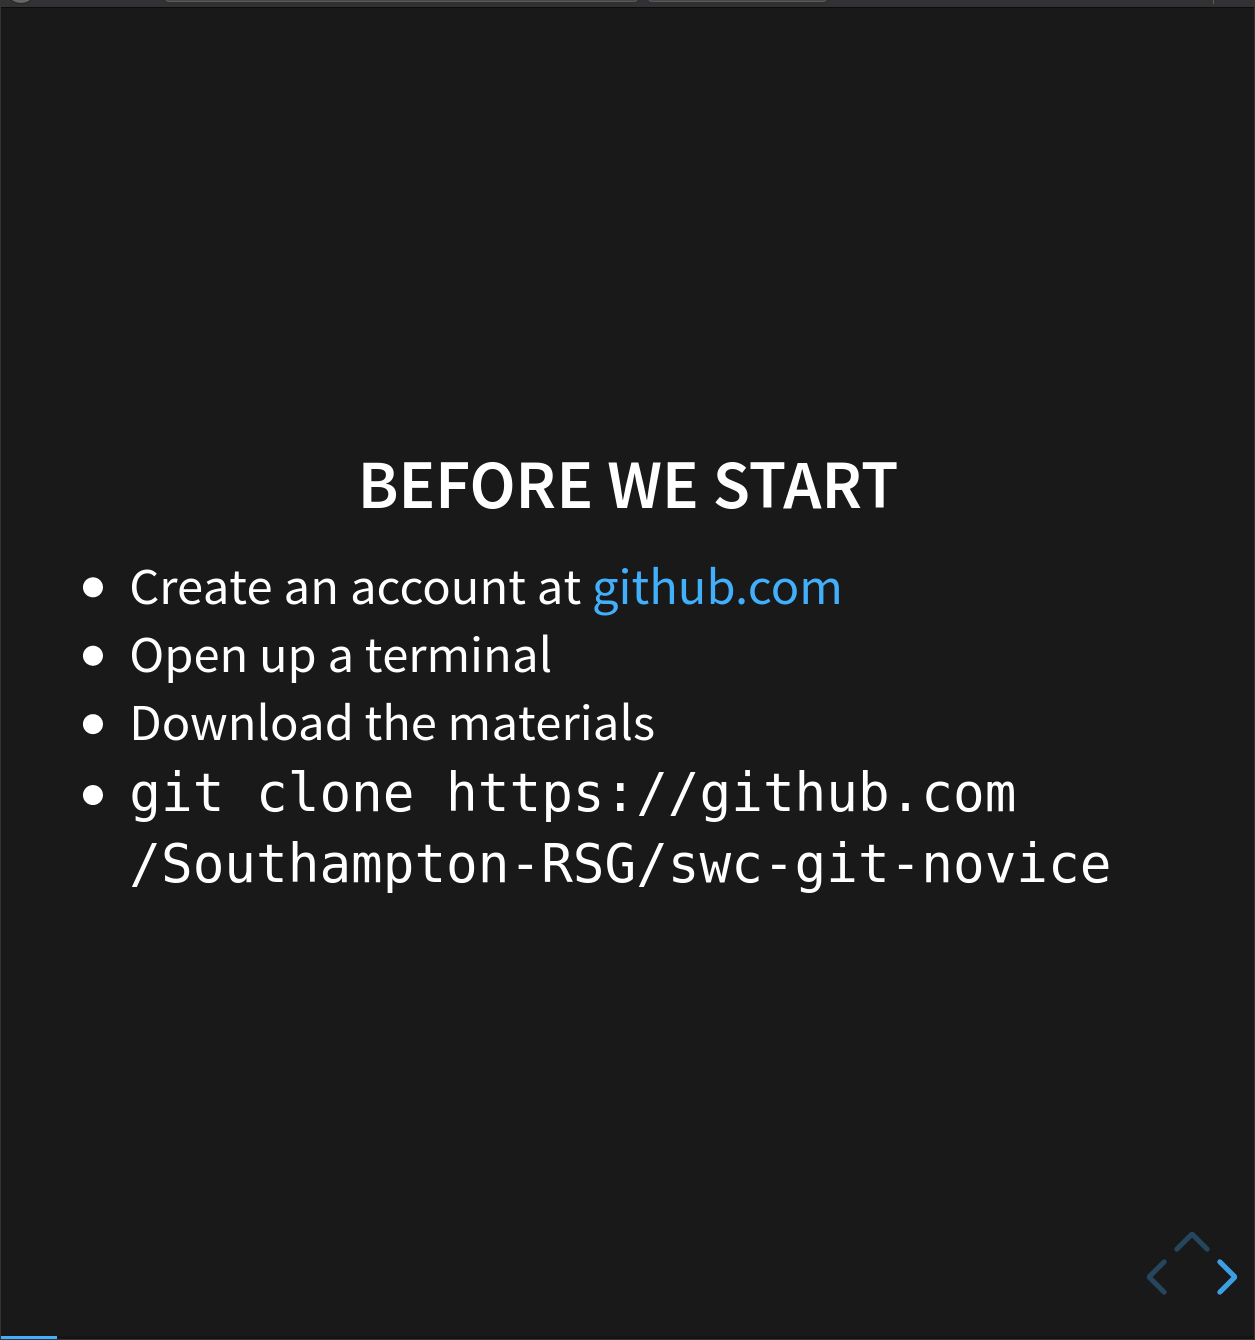 BEFORE WE START
Create an account at github.com
Open up a terminal
Download the materials
git clone https://github.com
/Southampton-RSG/swc-git-novice